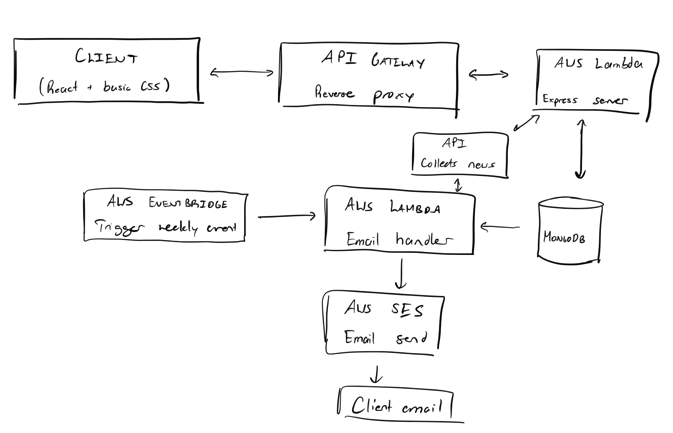 CLIENT
(React + basic CSS)
API GATEWAY
Reverse proxy
AWS Lambda
Express server
API
Collects news
AWS EVENTBRIDGE
Trigger weekly event
AWS LAMBDA
Email handler
MONGODB
AWS SES
Email send
Client email